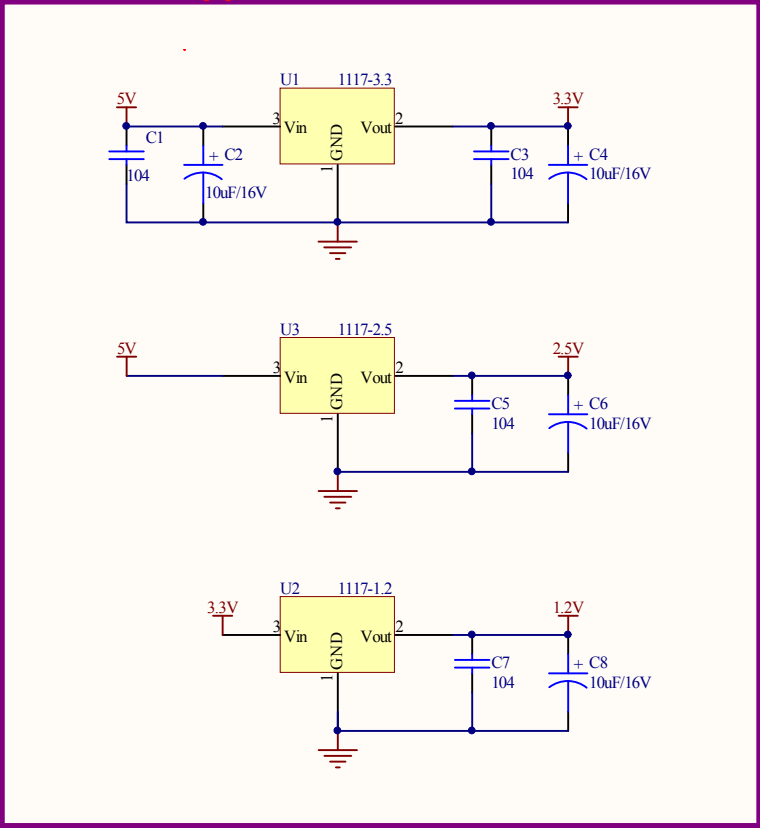 U1 1117-3.3
5V 3.3V
3 Vin Vout 2
GND
1
C1
104
+ C2
10uF/16V
C3
104
+ C4
10uF/16V
U3 1117-2.5
5V 2.5V
3 Vin Vout 2
GND
1
C5
104
+ C6
10uF/16V
U2 1117-1.2
3.3V 1.2V
3 Vin Vout 2
GND
1
C7
104
+ C8
10uF/16V